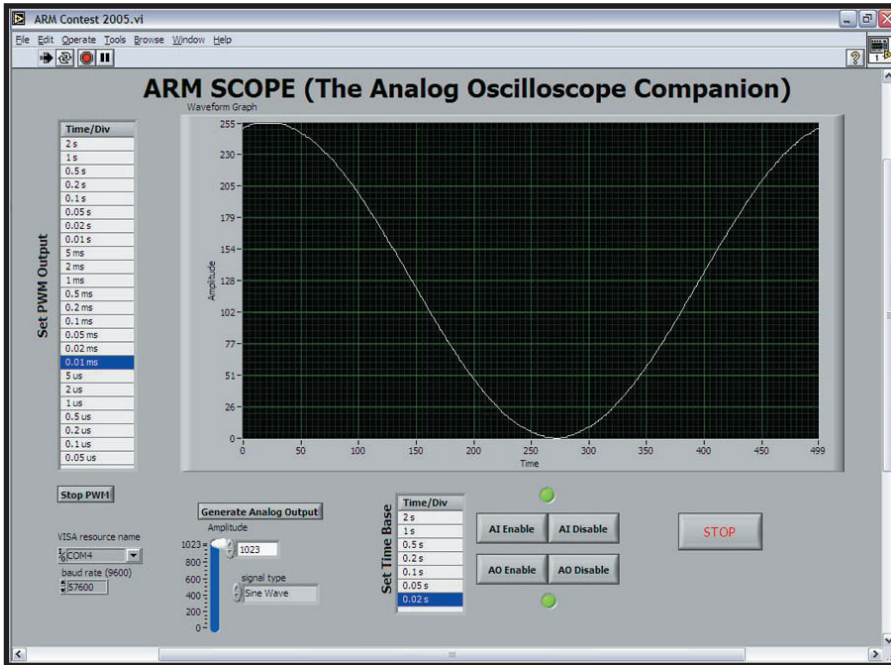 ARM Contest 2005.vi
File Edit Operate Tools Browse Window Help
1
ARM SCOPE (The Analog Oscilloscope Companion)
Waveform Graph
Set PWM Output
Time/Div
2 s
1 s
0.5 s
0.2 s
0.1 s
0.05 s
0.02 s
0.01 s
5 ms
2 ms
1 ms
0.5 ms
0.2 ms
0.1 ms
0.05 ms
0.02 ms
0.01 ms
5 us
2 us
1 us
0.5 us
0.2 us
0.1 us
0.05 us
Amplitude
255
230
205
179
154
128
102
77
51
26
0
0 50 100 150 200 250 300 350 400 450 499
Time
Stop PWM
VISA resource name
COM4
baud rate (9600)
57600
Generate Analog Output
Amplitude
1023
800
600
400
200
0
1023
signal type
Sine Wave
Set Time Base
Time/Div
2 s
1 s
0.5 s
0.2 s
0.1 s
0.05 s
0.02 s
AI Enable AI Disable
AO Enable AO Disable
STOP